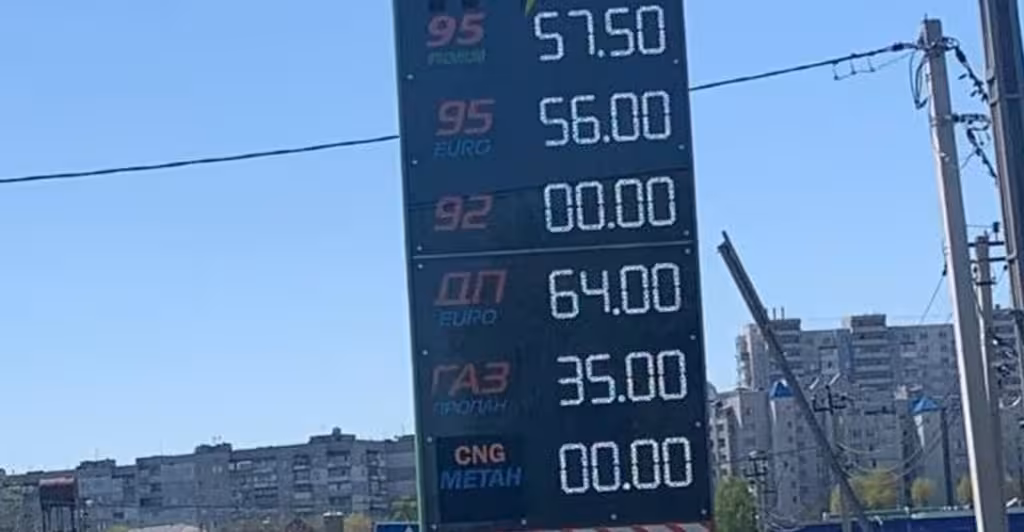 95 57.50
PREMIUM
95 56.00
EURO
92 00.00
ДП 64.00
EURO
ГАЗ 35.00
ПРОПАН
CNG
МЕТАН 00.00